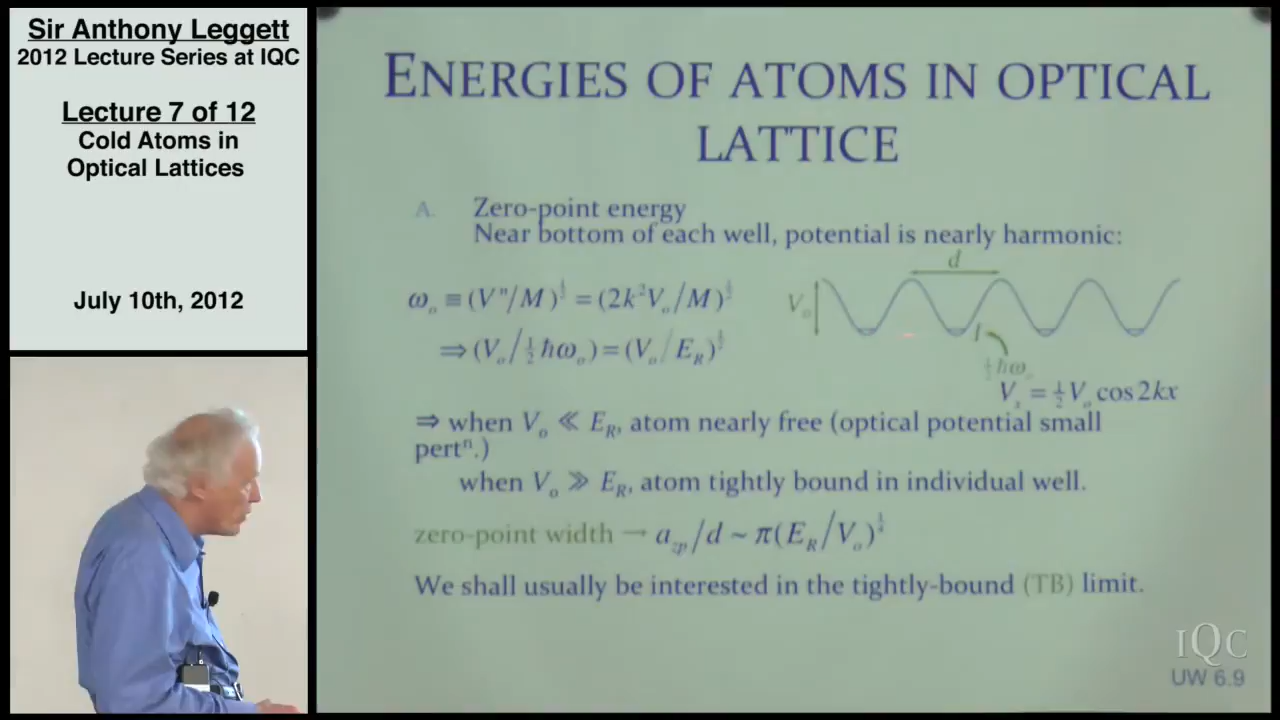 Sir Anthony Leggett
2012 Lecture Series at IQC
Lecture 7 of 12
Cold Atoms in
Optical Lattices
July 10th, 2012
ENERGIES OF ATOMS IN OPTICAL
LATTICE
A. Zero-point energy
Near bottom of each well, potential is nearly harmonic:
d
ω₀ ≡ (V"/M)^½ = (2k²V₀/M)^½
V₀
⇒ (V₀/½ħω₀) = (V₀/E_R)^½
½ħω₀
Vₓ = ½V₀ cos 2kx
⇒ when V₀ ≪ E_R, atom nearly free (optical potential small
pertⁿ.)
when V₀ ≫ E_R, atom tightly bound in individual well.
zero-point width → a_zp/d ~ π(E_R/V₀)^¼
We shall usually be interested in the tightly-bound (TB) limit.
IQC
UW 6.9